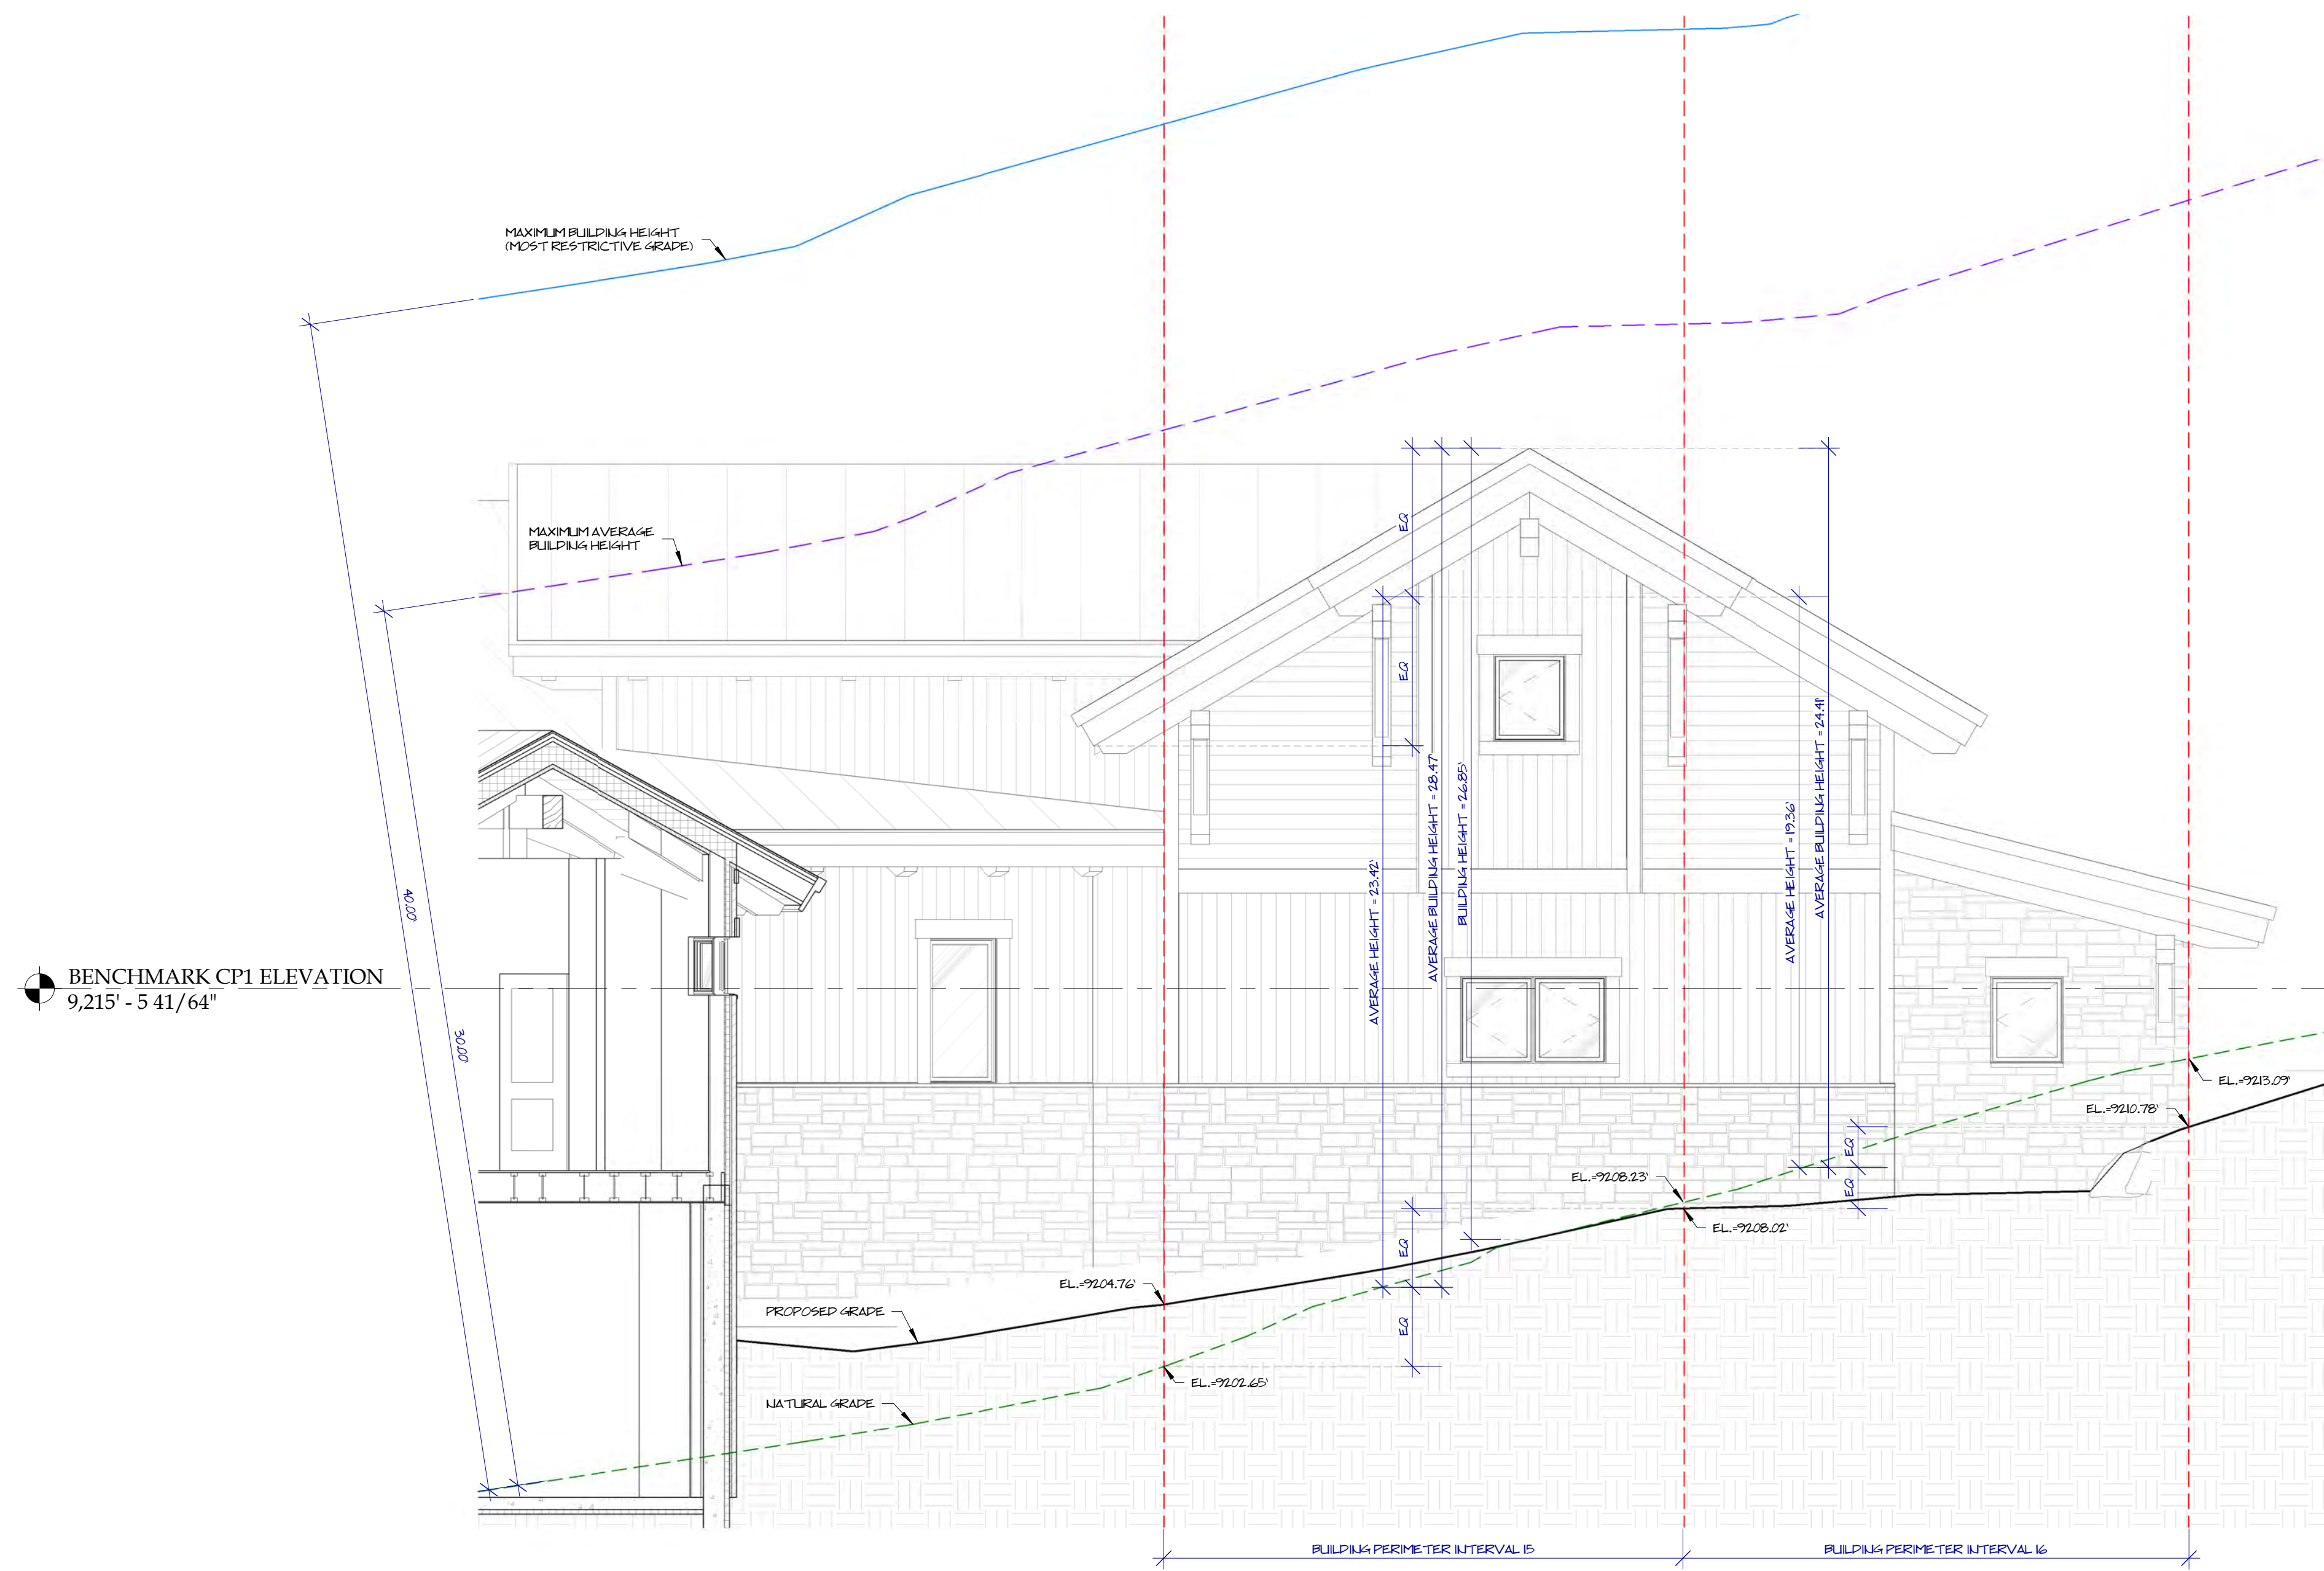 MAXIMUM BUILDING HEIGHT
(MOST RESTRICTIVE GRADE)
MAXIMUM AVERAGE
BUILDING HEIGHT
EQ
EQ
AVERAGE HEIGHT = 23.42'
AVERAGE BUILDING HEIGHT = 28.47'
BUILDING HEIGHT = 26.85'
AVERAGE HEIGHT = 19.36'
AVERAGE BUILDING HEIGHT = 24.41'
40.00'
30.00'
BENCHMARK CP1 ELEVATION
9,215' - 5 41/64"
EL.=9213.09'
EL.=9210.78'
EQ
EQ
EL.=9208.23'
EL.=9208.02'
EQ
EQ
EL.=9204.76'
PROPOSED GRADE
EL.=9202.65'
NATURAL GRADE
BUILDING PERIMETER INTERVAL 15
BUILDING PERIMETER INTERVAL 16